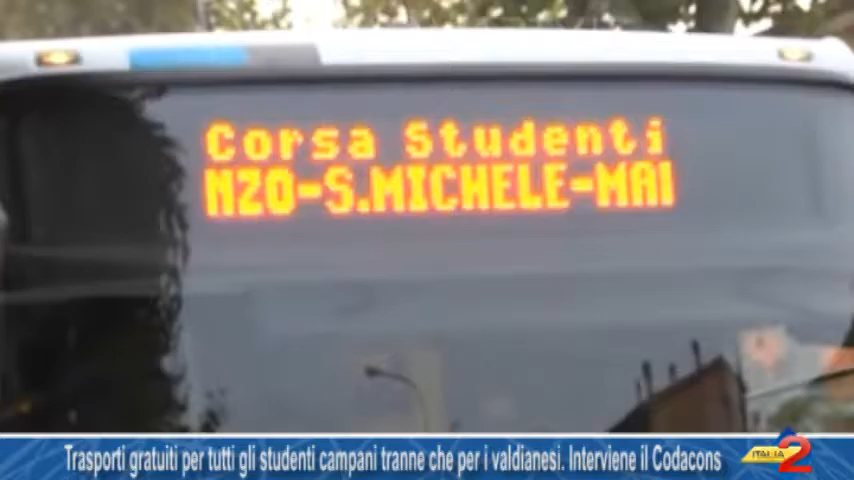 Corsa Studenti
NZO-S.MICHELE-MAI
Trasporti gratuiti per tutti gli studenti campani tranne che per i valdianesi. Interviene il Codacons
ITALIA 2